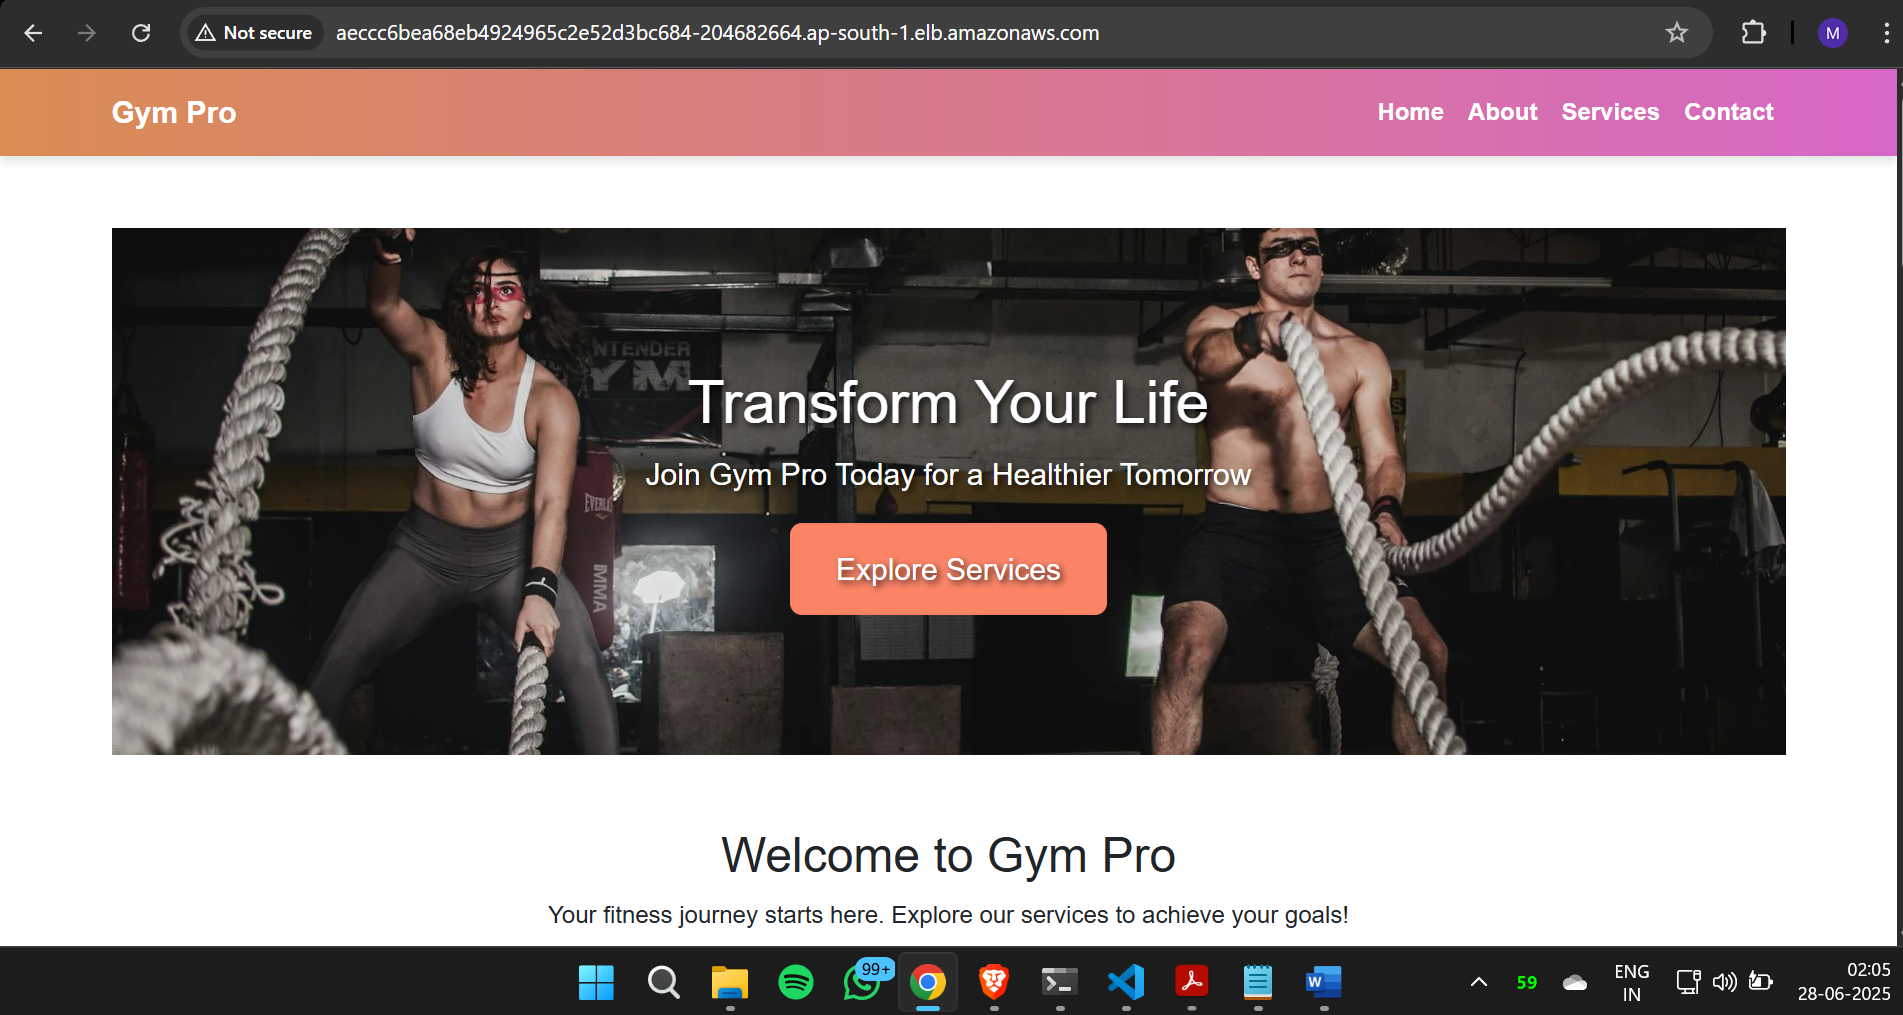 Not secure
aeccc6bea68eb4924965c2e52d3bc684-204682664.ap-south-1.elb.amazonaws.com
M
Gym Pro
Home About Services Contact
NTENDER
YM
Transform Your Life
Join Gym Pro Today for a Healthier Tomorrow
EVERLA
Explore Services
MMA
Welcome to Gym Pro
Your fitness journey starts here. Explore our services to achieve your goals!
99+
W
59
ENG
IN
02:05
28-06-2025